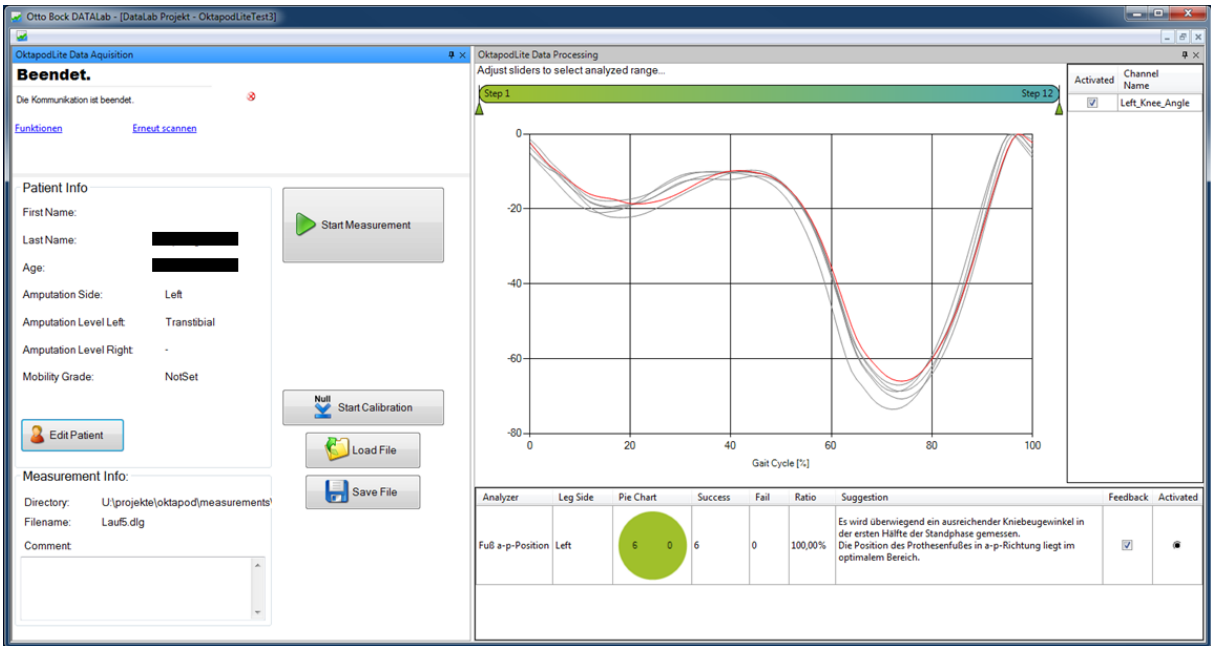 Otto Bock DATALab - [DataLab Projekt - OktapodLiteTest3]
OktapodLite Data Aquisition
Beendet.
Die Kommunikation ist beendet.
Funktionen Erneut scannen
Patient Info
First Name:
Last Name:
Age:
Amputation Side: Left
Amputation Level Left: Transtibial
Amputation Level Right: -
Mobility Grade: NotSet
Edit Patient
Start Measurement
Null
Start Calibration
Load File
Save File
Measurement Info:
Directory: U:\projekte\oktapod\measurements\
Filename: Lauf5.dlg
Comment:
OktapodLite Data Processing
Adjust sliders to select analyzed range...
Step 1 Step 12
Activated Channel Name
Left_Knee_Angle
0
-20
-40
-60
-80
0 20 40 60 80 100
Gait Cycle [%]
Analyzer Leg Side Pie Chart Success Fail Ratio Suggestion Feedback Activated
Fuß a-p-Position Left 6 0 6 0 100,00%
Es wird überwiegend ein ausreichender Kniebeugewinkel in
der ersten Hälfte der Standphase gemessen.
Die Position des Prothesenfußes in a-p-Richtung liegt im
optimalem Bereich.